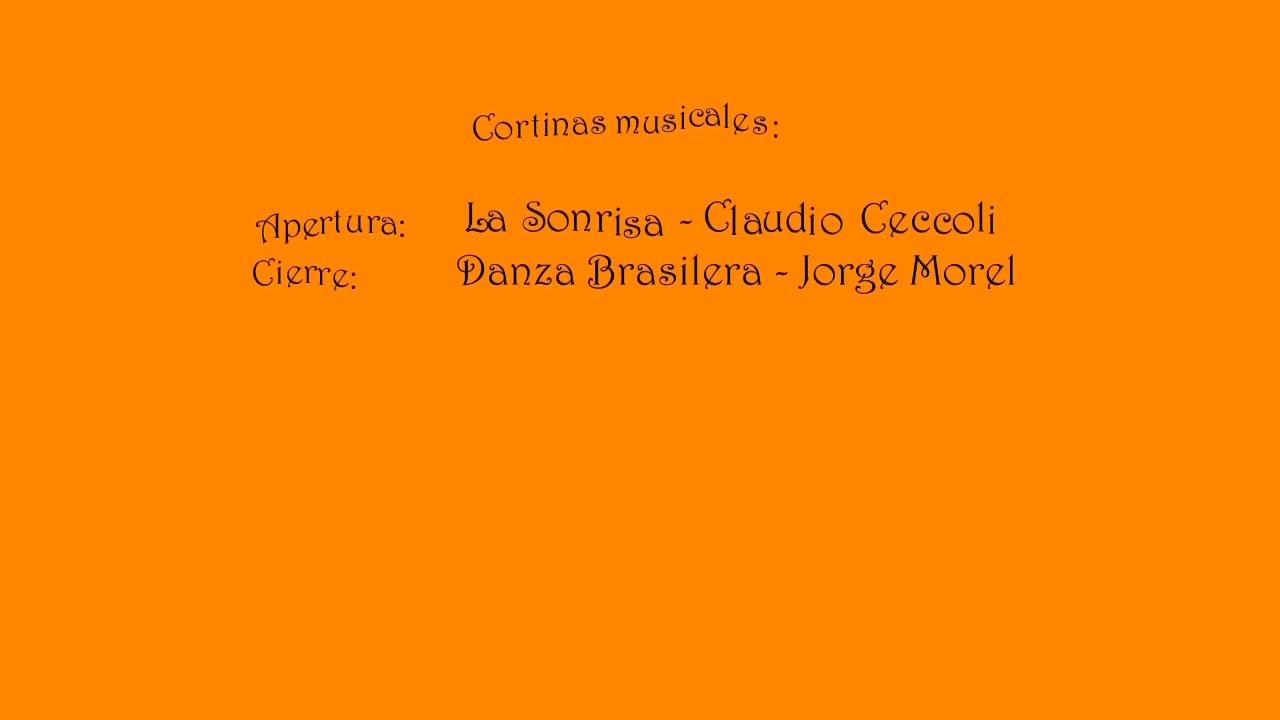 Cortinas musicales:
Apertura: La Sonrisa - Claudio Ceccoli
Cierre: Danza Brasilera - Jorge Morel